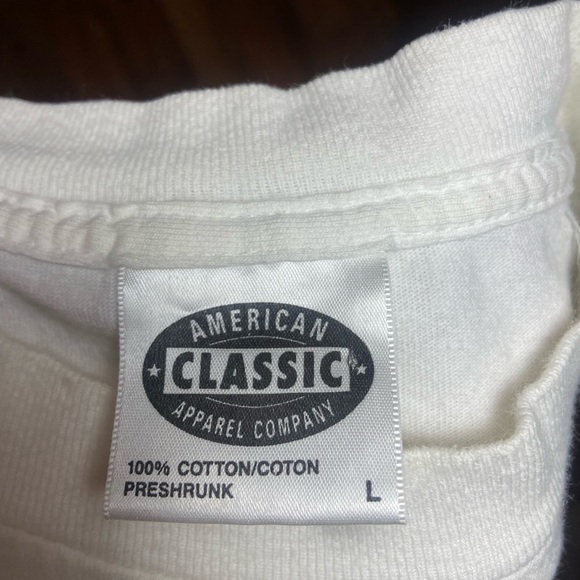 AMERICAN
CLASSIC
APPAREL COMPANY
100% COTTON/COTON
PRESHRUNK
L